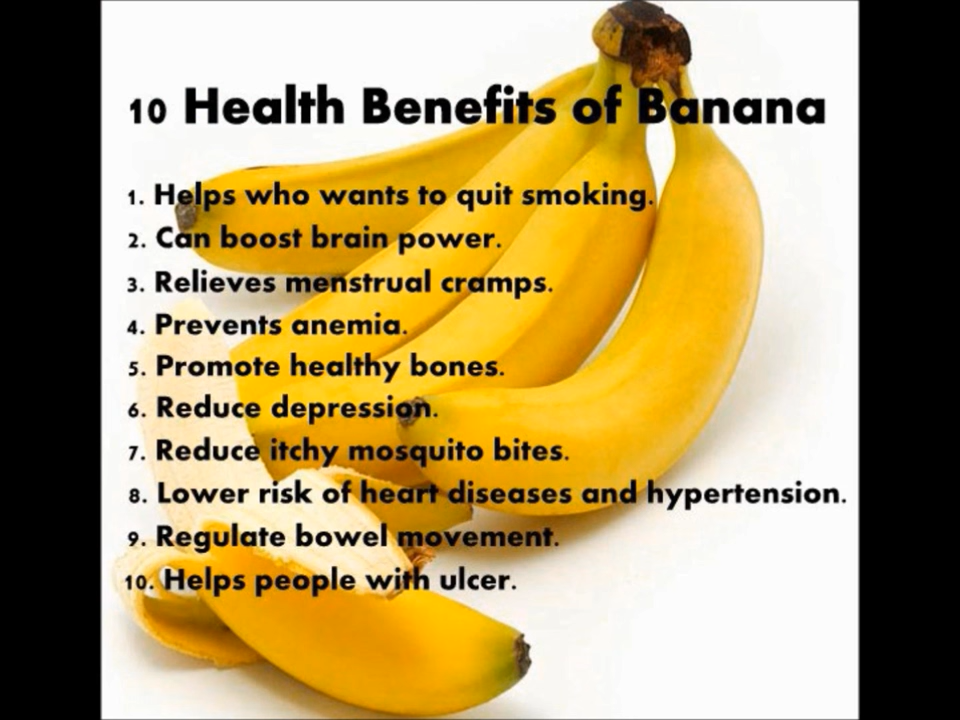 10 Health Benefits of Banana
1. Helps who wants to quit smoking.
2. Can boost brain power.
3. Relieves menstrual cramps.
4. Prevents anemia.
5. Promote healthy bones.
6. Reduce depression.
7. Reduce itchy mosquito bites.
8. Lower risk of heart diseases and hypertension.
9. Regulate bowel movement.
10. Helps people with ulcer.